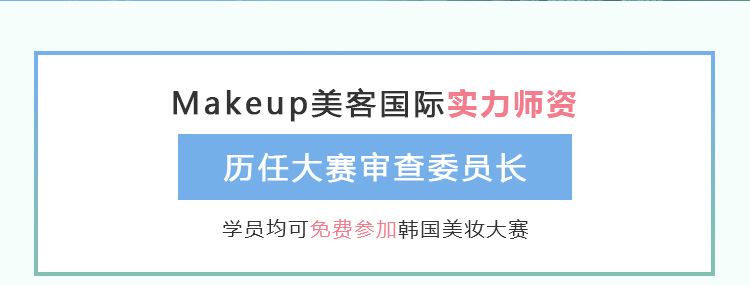 Makeup美客国际实力师资
历任大赛审查委员长
学员均可免费参加韩国美妆大赛